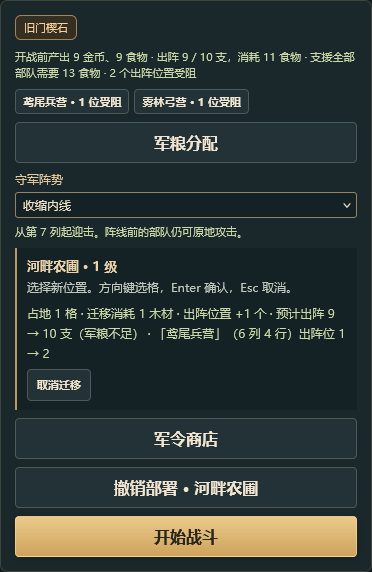 旧门楔石
开战前产出 9 金币、9 食物 · 出阵 9 / 10 支，消耗 11 食物 · 支援全部
部队需要 13 食物 · 2 个出阵位置受阻
鸢尾兵营 • 1 位受阻
雾林弓营 • 1 位受阻
军粮分配
守军阵势
收缩内线
从第 7 列起迎击。阵线前的部队仍可原地攻击。
河畔农圃 • 1 级
选择新位置。方向键选格，Enter 确认，Esc 取消。
占地 1 格 · 迁移消耗 1 木材 · 出阵位置 +1 个 · 预计出阵 9
→ 10 支（军粮不足） · 「鸢尾兵营」（6 列 4 行）出阵位 1
→ 2
取消迁移
军令商店
撤销部署 • 河畔农圃
开始战斗